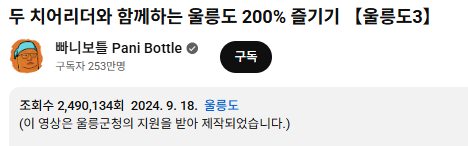 두 치어리더와 함께하는 울릉도 200% 즐기기 【울릉도3】
빠니보틀 Pani Bottle
구독자 253만명
구독
조회수 2,490,134회 2024. 9. 18. 울릉도
(이 영상은 울릉군청의 지원을 받아 제작되었습니다.)